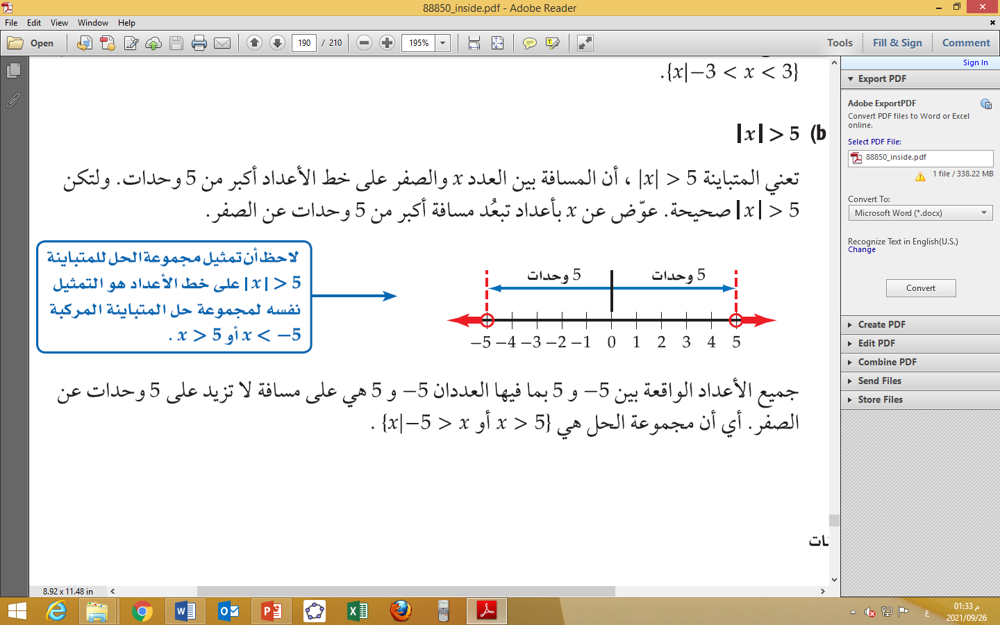 88850_inside.pdf - Adobe Reader
File Edit View Window Help
Open 190 / 210 195% Tools Fill & Sign Comment
Sign In
Export PDF
Adobe ExportPDF
Convert PDF files to Word or Excel
online.
Select PDF File:
88850_inside.pdf
1 file / 338.22 MB
Convert To:
Microsoft Word (*.docx)
Recognize Text in English(U.S.)
Change
Convert
Create PDF
Edit PDF
Combine PDF
Send Files
Store Files
{x|−3 < x < 3}.
(b |x| > 5
تعني المتباينة |x| > 5 ، أن المسافة بين العدد x والصفر على خط الأعداد أكبر من 5 وحدات. ولتكن
|x| > 5 صحيحة. عوّض عن x بأعداد تبعُد مسافة أكبر من 5 وحدات عن الصفر.
لاحظ أن تمثيل مجموعة الحل للمتباينة
|x| > 5 على خط الأعداد هو التمثيل
نفسه لمجموعة حل المتباينة المركبة
x < −5 أو x > 5 .
5 وحدات 5 وحدات
−5 −4 −3 −2 −1 0 1 2 3 4 5
جميع الأعداد الواقعة بين 5− و 5 بما فيها العددان 5− و 5 هي على مسافة لا تزيد على 5 وحدات عن
الصفر. أي أن مجموعة الحل هي {x|−5 > x أو x > 5} .
نات
8.92 x 11.48 in
ع
01:33 م
2021/09/26